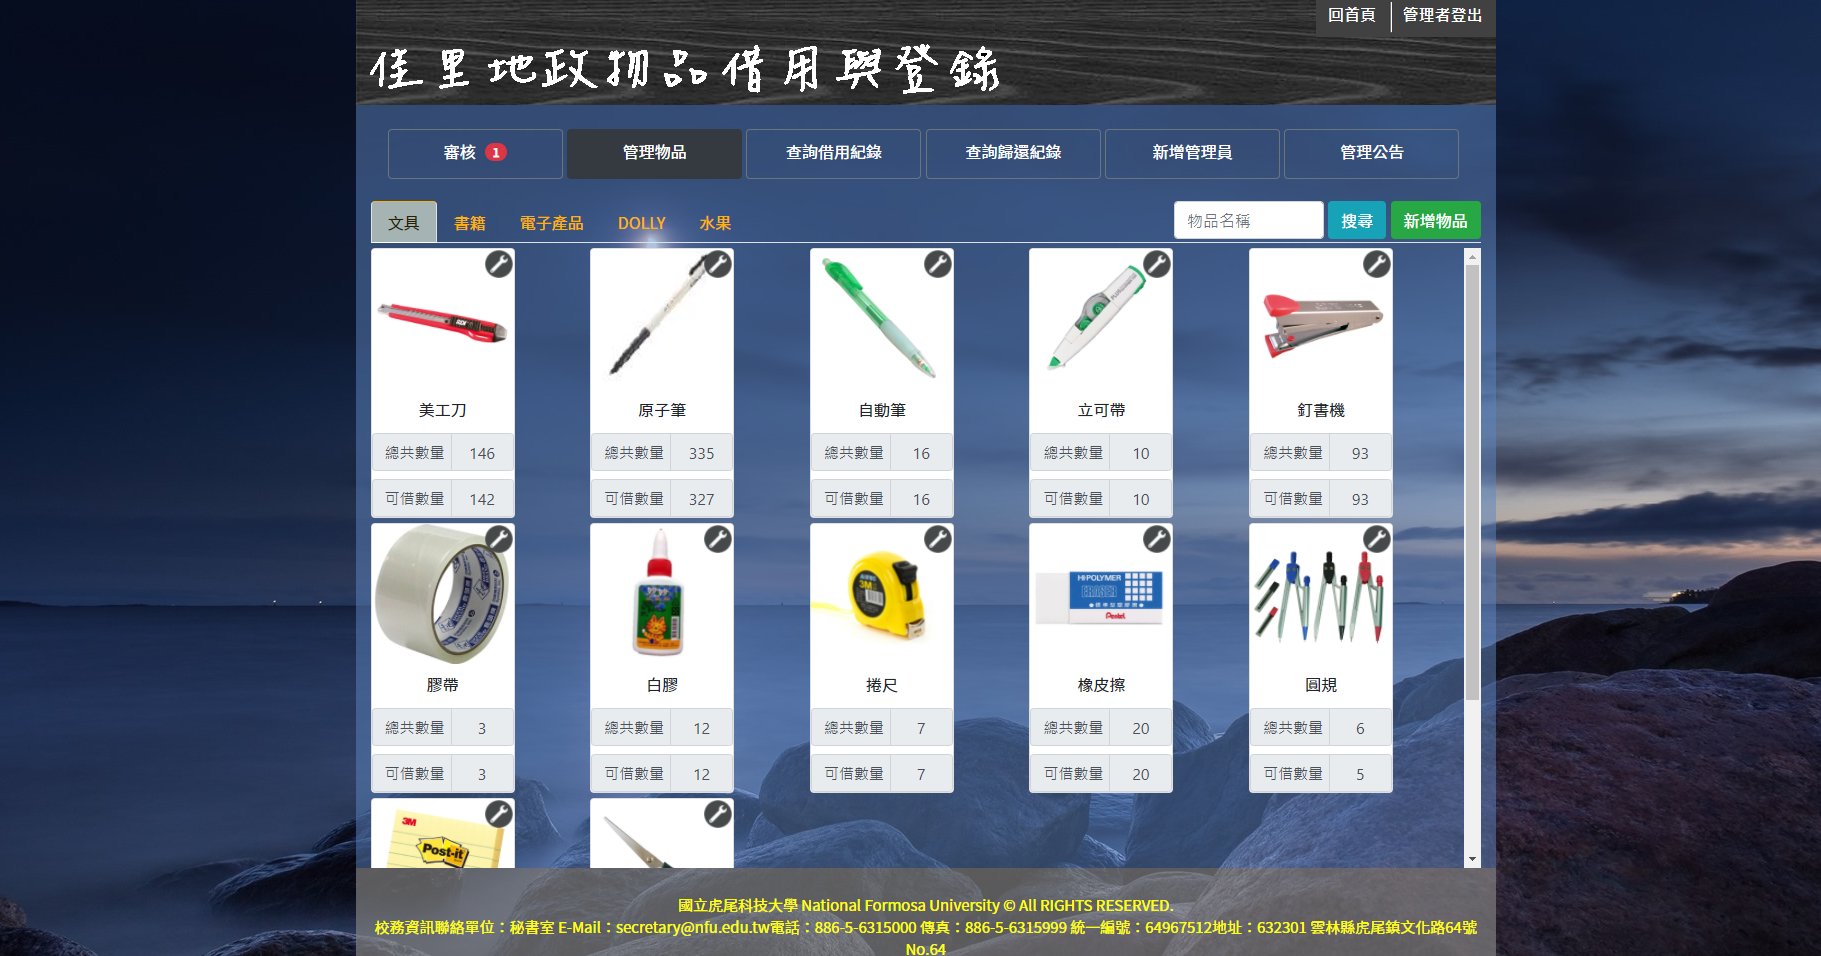 回首頁
管理者登出
佳里地政物品借用與登錄
審核 1
管理物品
查詢借用紀錄
查詢歸還紀錄
新增管理員
管理公告
文具
書籍
電子產品
DOLLY
水果
物品名稱
搜尋
新增物品
美工刀
總共數量 146
可借數量 142
原子筆
總共數量 335
可借數量 327
自動筆
總共數量 16
可借數量 16
立可帶
總共數量 10
可借數量 10
釘書機
總共數量 93
可借數量 93
膠帶
總共數量 3
可借數量 3
白膠
總共數量 12
可借數量 12
3M
捲尺
總共數量 7
可借數量 7
HI-POLYMER
ERASER
Pentel
橡皮擦
總共數量 20
可借數量 20
圓規
總共數量 6
可借數量 5
3M
Post-it
國立虎尾科技大學 National Formosa University © All RIGHTS RESERVED.
校務資訊聯絡單位：秘書室 E-Mail：secretary@nfu.edu.tw電話：886-5-6315000 傳真：886-5-6315999 統一編號：64967512地址：632301 雲林縣虎尾鎮文化路64號
No.64